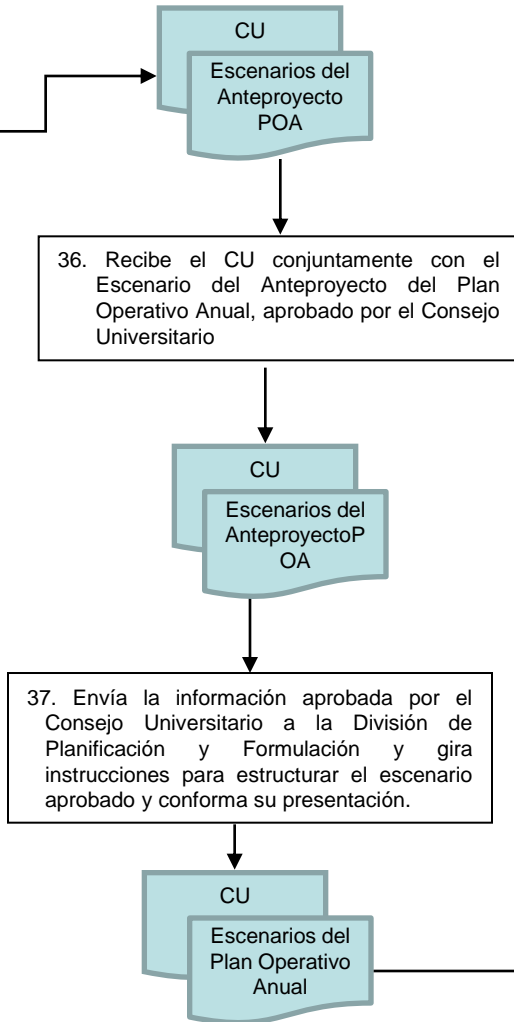 CU
Escenarios del
Anteproyecto
POA
36. Recibe el CU conjuntamente con el
Escenario del Anteproyecto del Plan
Operativo Anual, aprobado por el Consejo
Universitario
CU
Escenarios del
AnteproyectoP
OA
37. Envía la información aprobada por el
Consejo Universitario a la División de
Planificación y Formulación y gira
instrucciones para estructurar el escenario
aprobado y conforma su presentación.
CU
Escenarios del
Plan Operativo
Anual